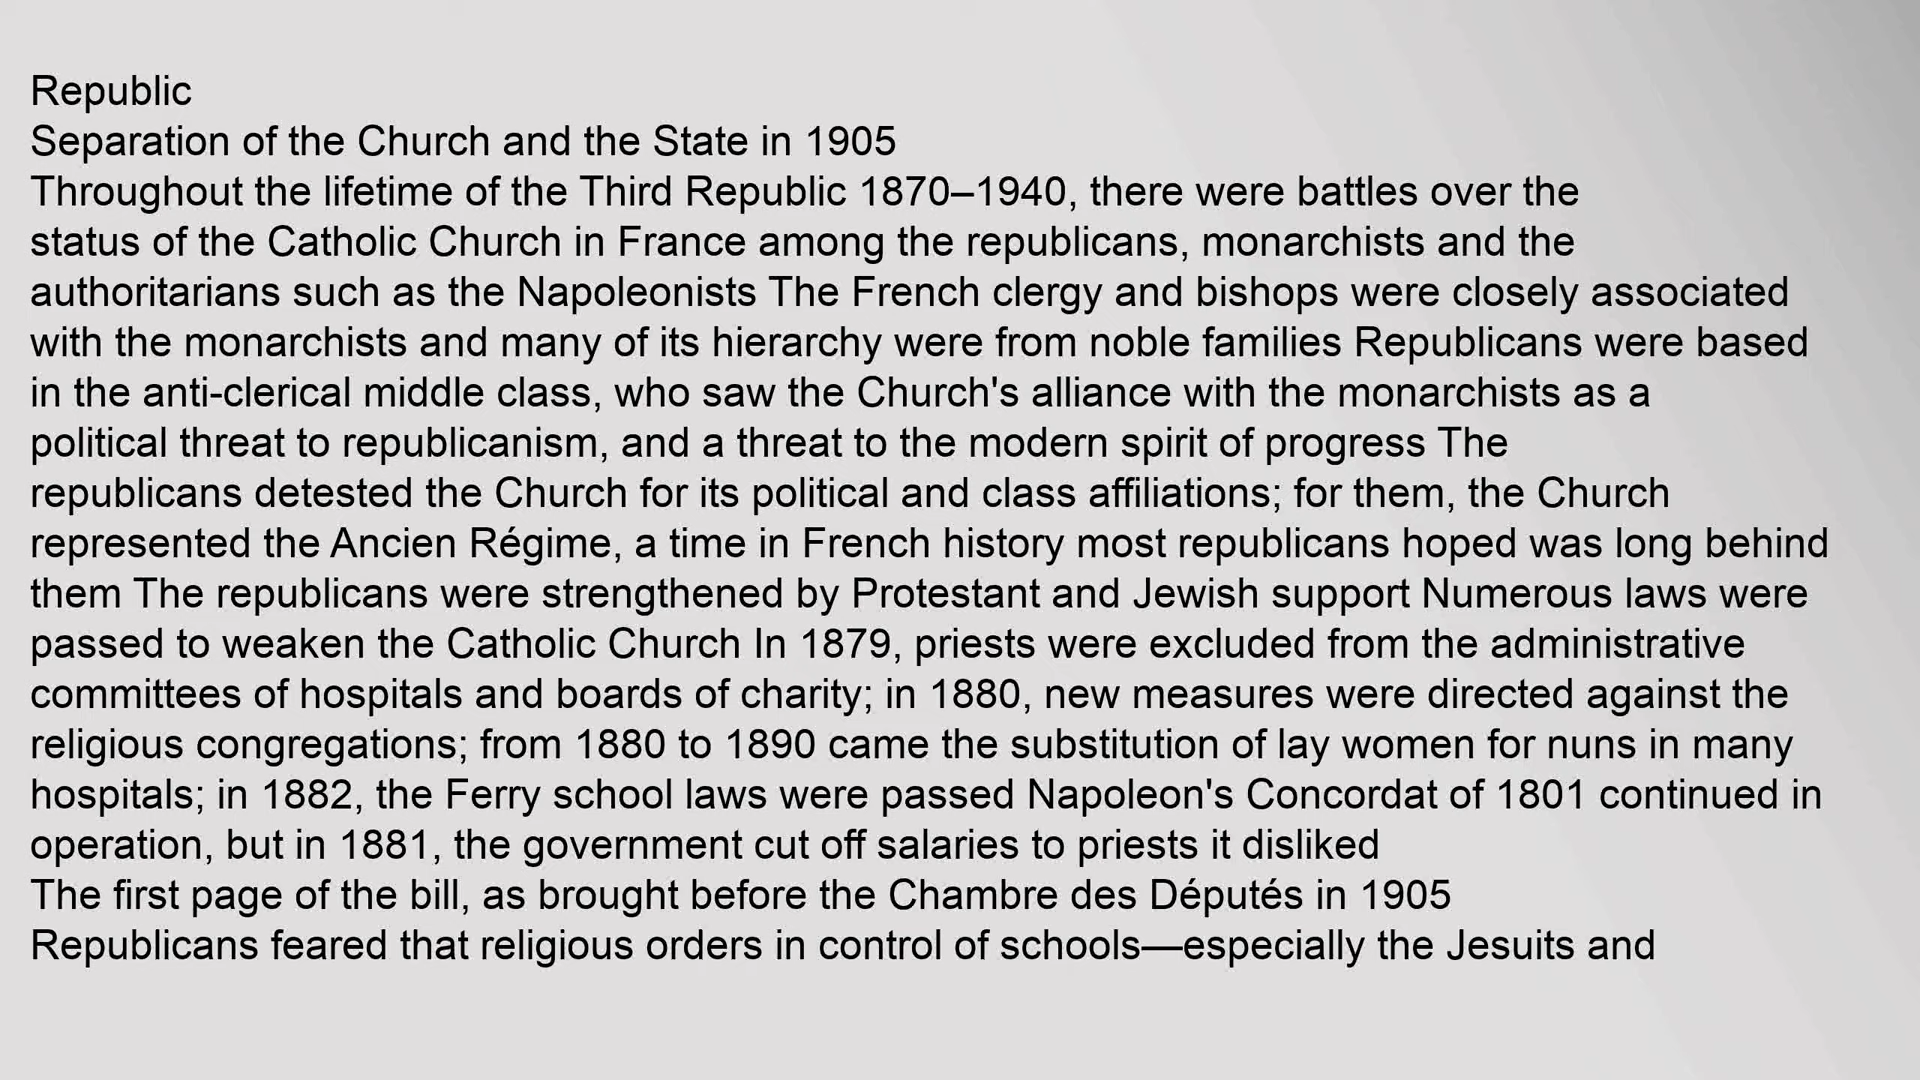 Republic
Separation of the Church and the State in 1905
Throughout the lifetime of the Third Republic 1870–1940, there were battles over the
status of the Catholic Church in France among the republicans, monarchists and the
authoritarians such as the Napoleonists The French clergy and bishops were closely associated
with the monarchists and many of its hierarchy were from noble families Republicans were based
in the anti-clerical middle class, who saw the Church's alliance with the monarchists as a
political threat to republicanism, and a threat to the modern spirit of progress The
republicans detested the Church for its political and class affiliations; for them, the Church
represented the Ancien Régime, a time in French history most republicans hoped was long behind
them The republicans were strengthened by Protestant and Jewish support Numerous laws were
passed to weaken the Catholic Church In 1879, priests were excluded from the administrative
committees of hospitals and boards of charity; in 1880, new measures were directed against the
religious congregations; from 1880 to 1890 came the substitution of lay women for nuns in many
hospitals; in 1882, the Ferry school laws were passed Napoleon's Concordat of 1801 continued in
operation, but in 1881, the government cut off salaries to priests it disliked
The first page of the bill, as brought before the Chambre des Députés in 1905
Republicans feared that religious orders in control of schools—especially the Jesuits and